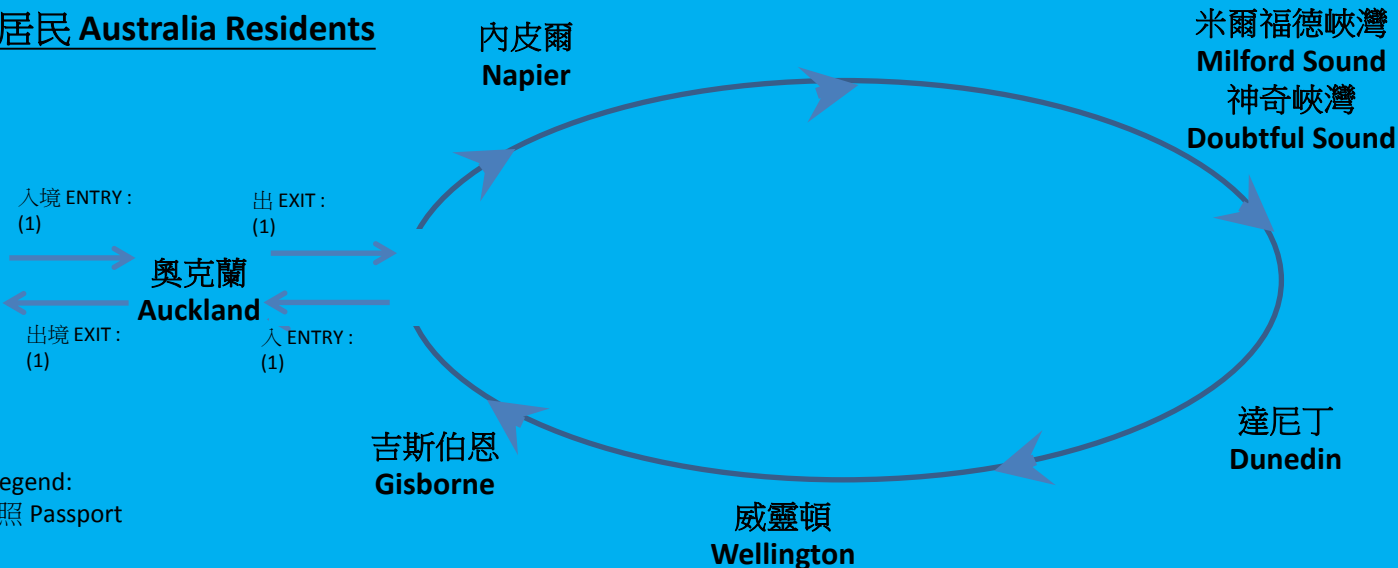 居民 Australia Residents
內皮爾
Napier
米爾福德峽灣
Milford Sound
神奇峽灣
Doubtful Sound
入境 ENTRY :
(1)
出 EXIT :
(1)
奧克蘭
Auckland
出境 EXIT :
(1)
入 ENTRY :
(1)
吉斯伯恩
Gisborne
達尼丁
Dunedin
威靈頓
Wellington
egend:
照 Passport